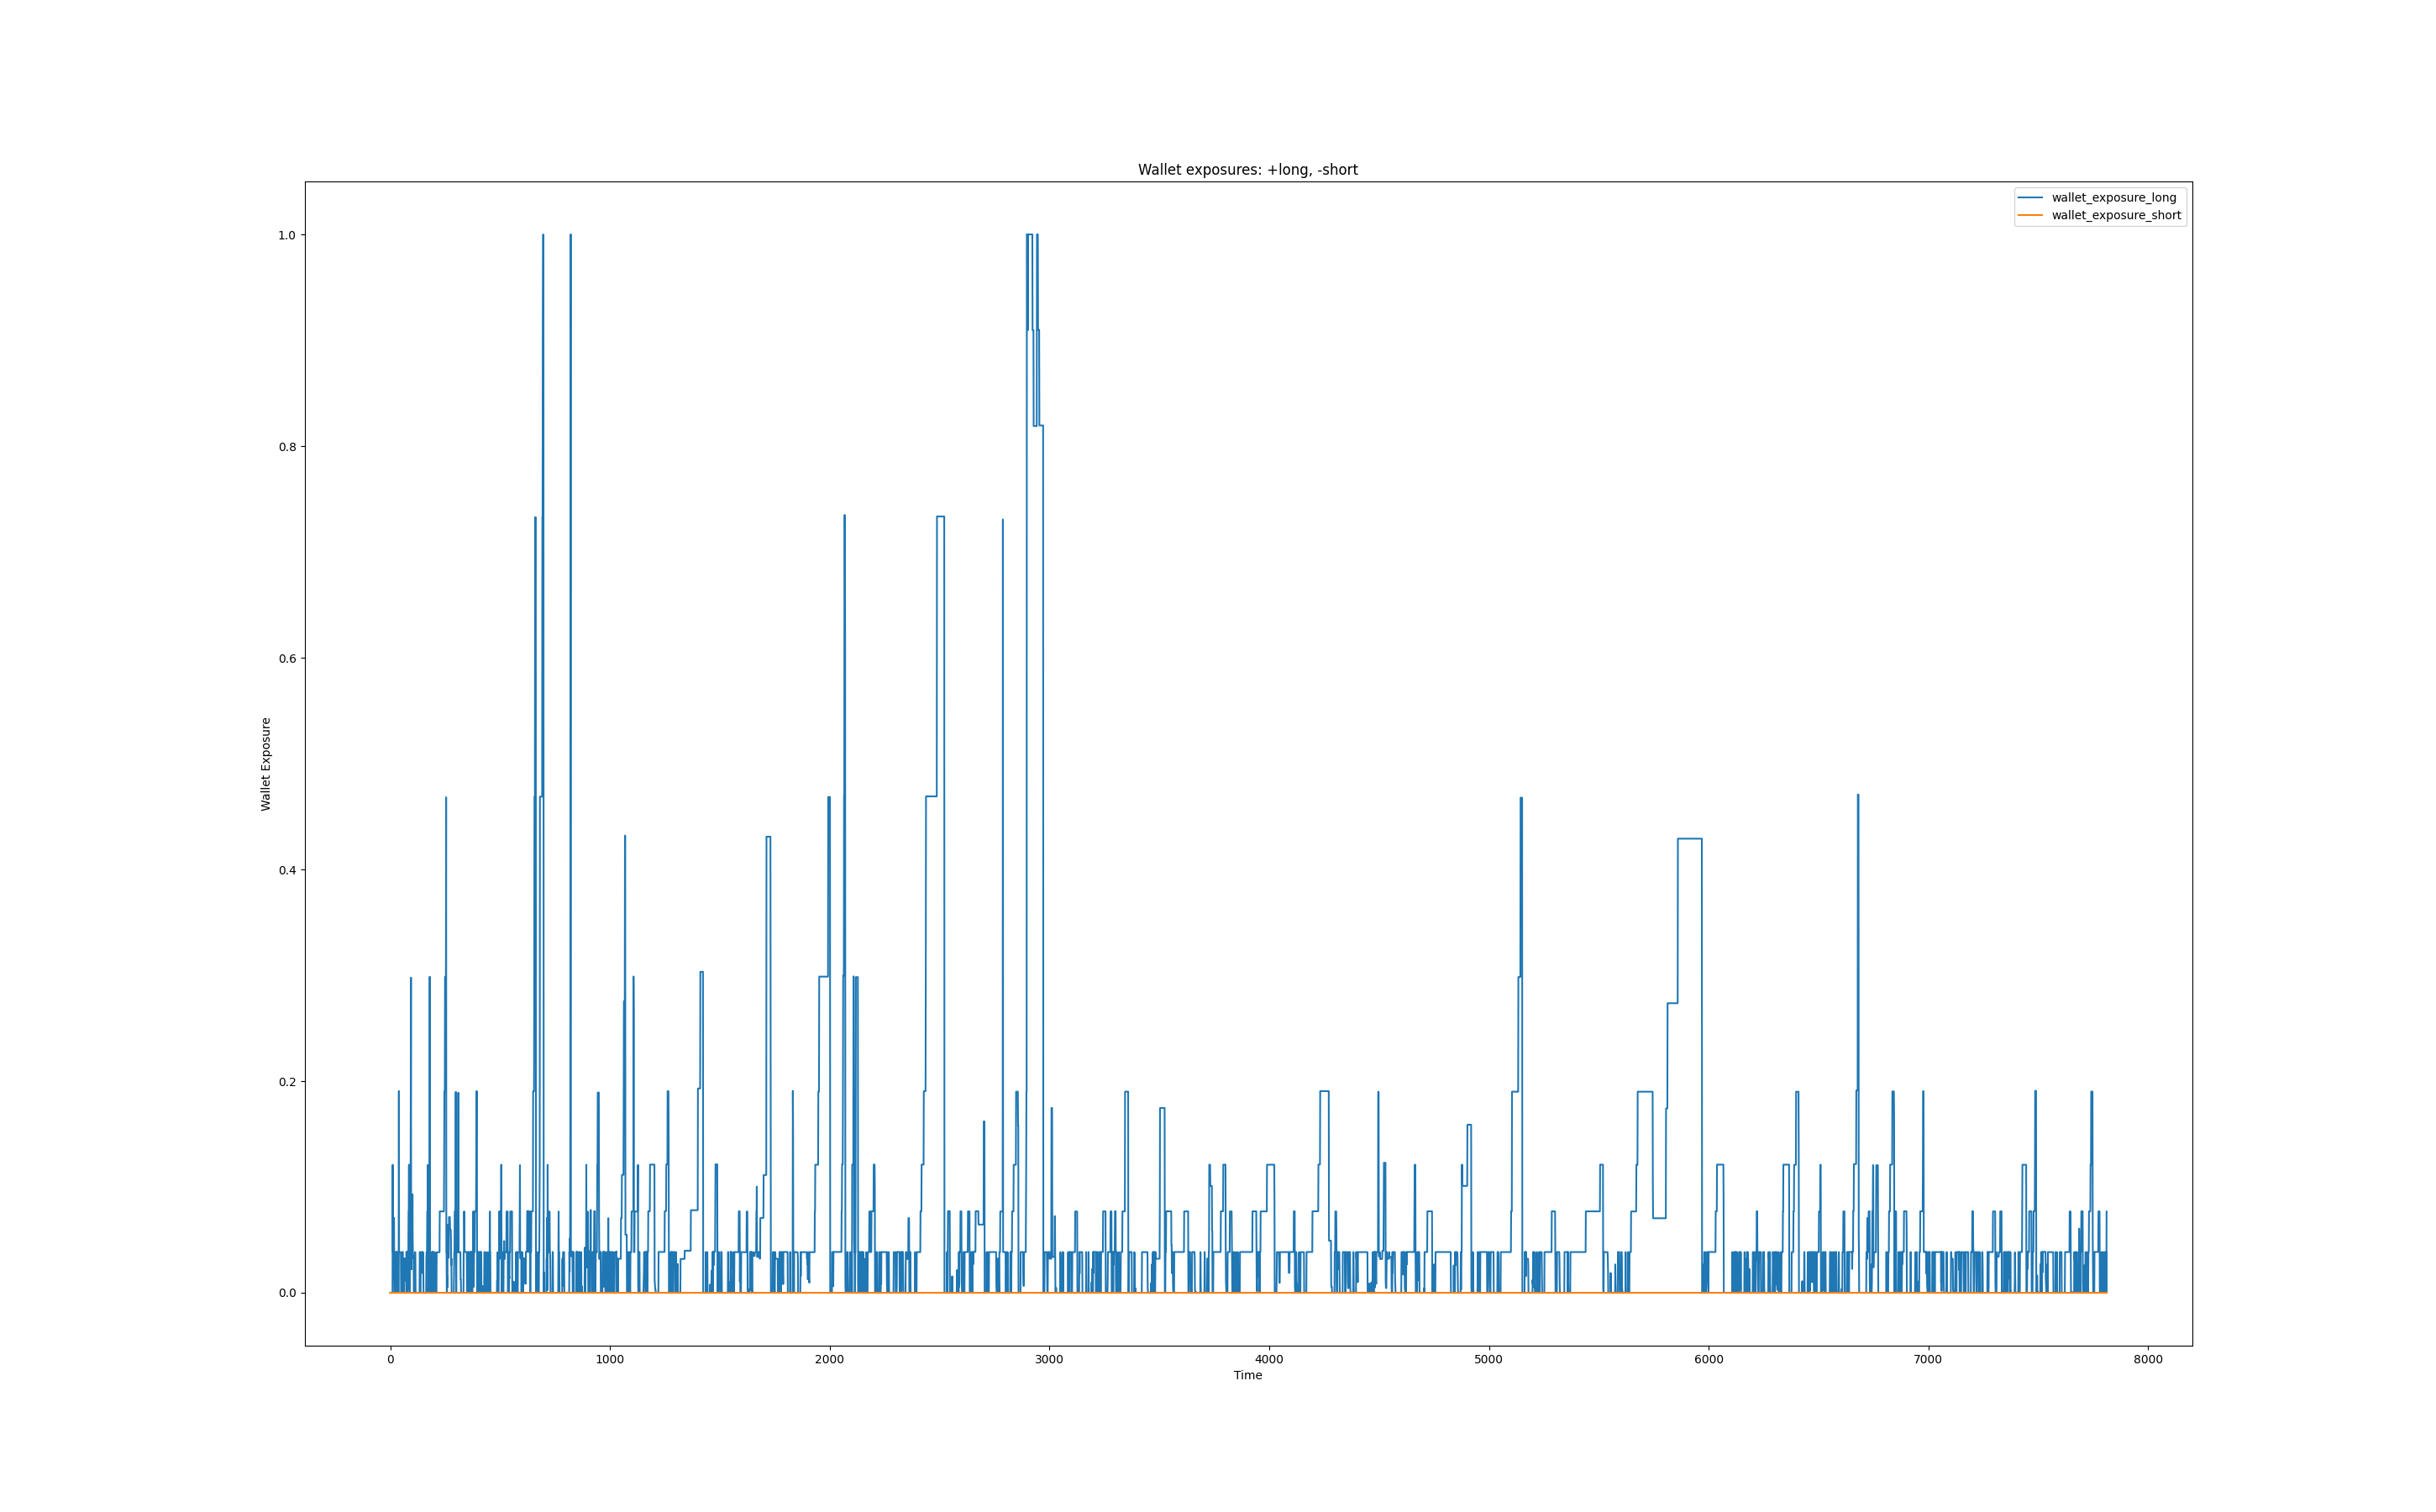 Wallet exposures: +long, -short
wallet_exposure_long
wallet_exposure_short
1.0
0.8
0.6
0.4
0.2
0.0
Wallet Exposure
0 1000 2000 3000 4000 5000 6000 7000 8000
Time